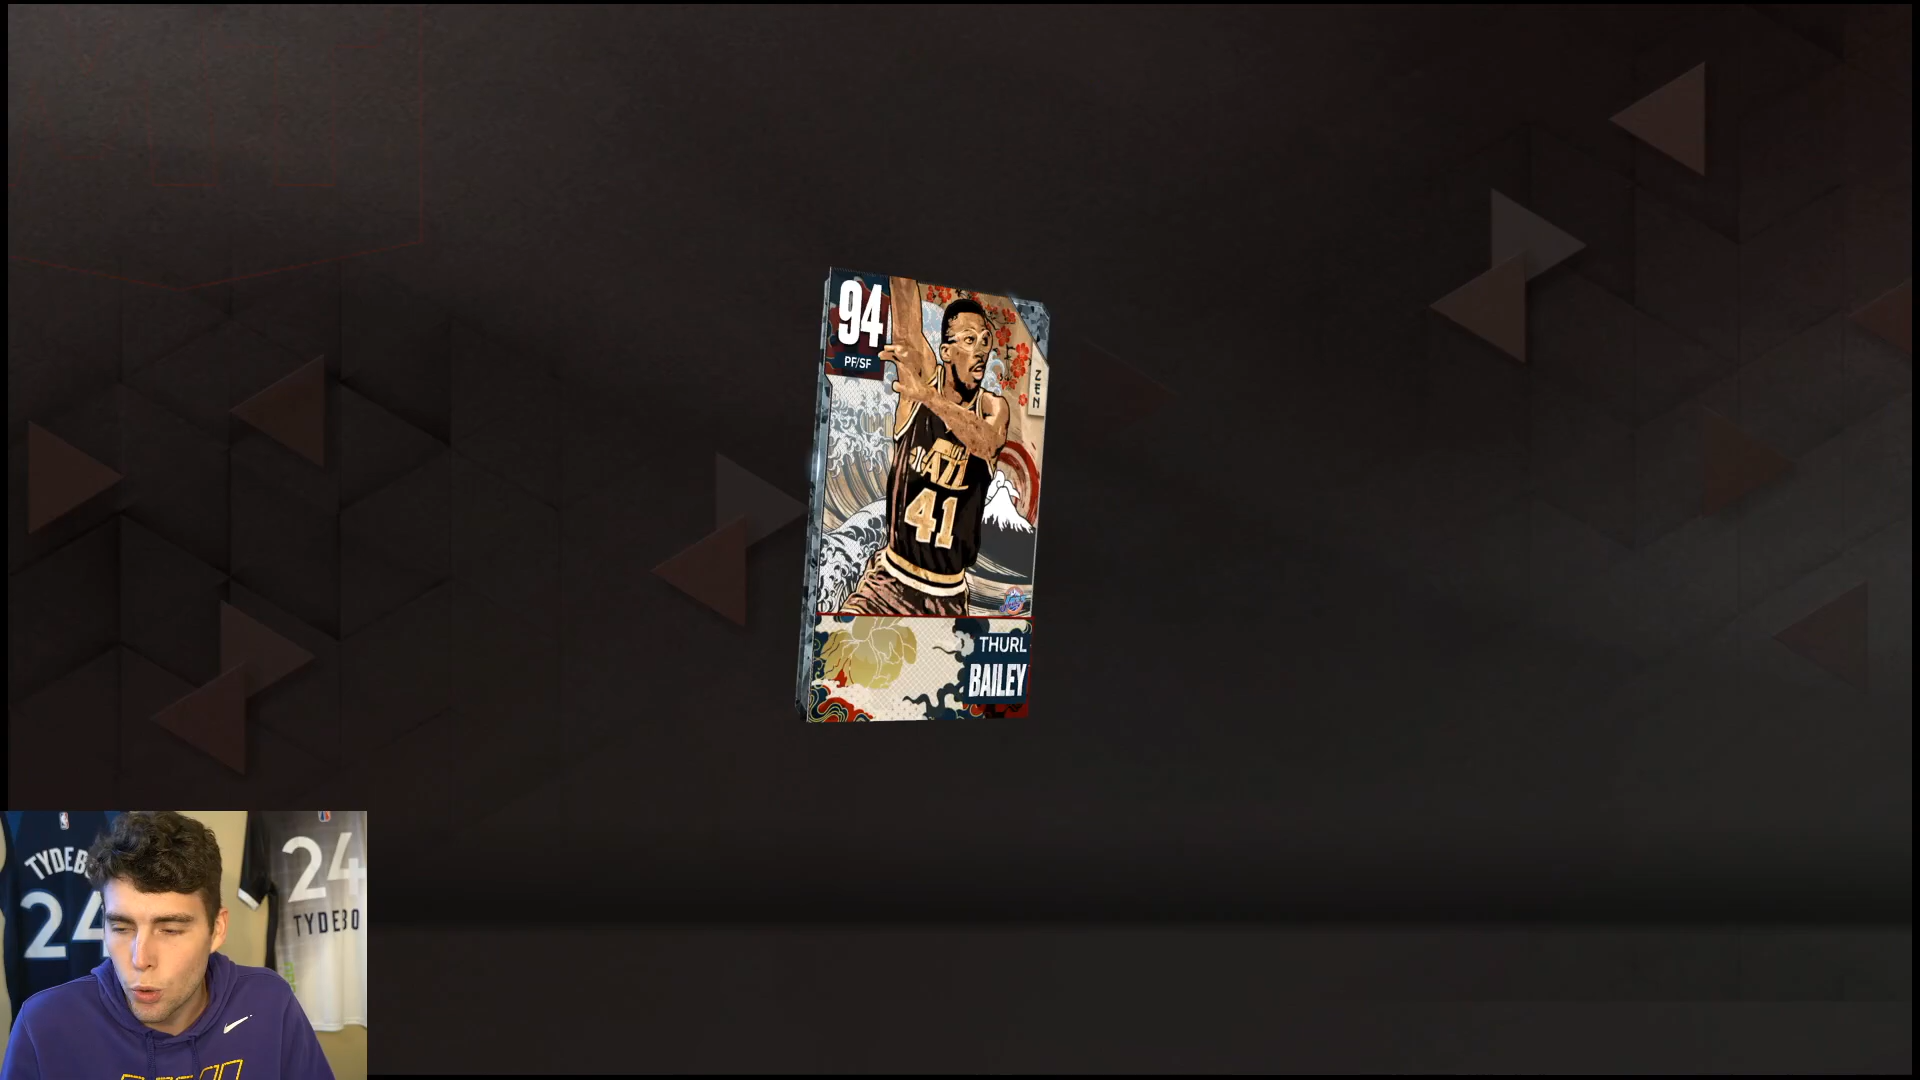 94
PF/SF
ZEN
JAZZ
41
THURL
BAILEY
TYDEB
24
24
TYDEBO